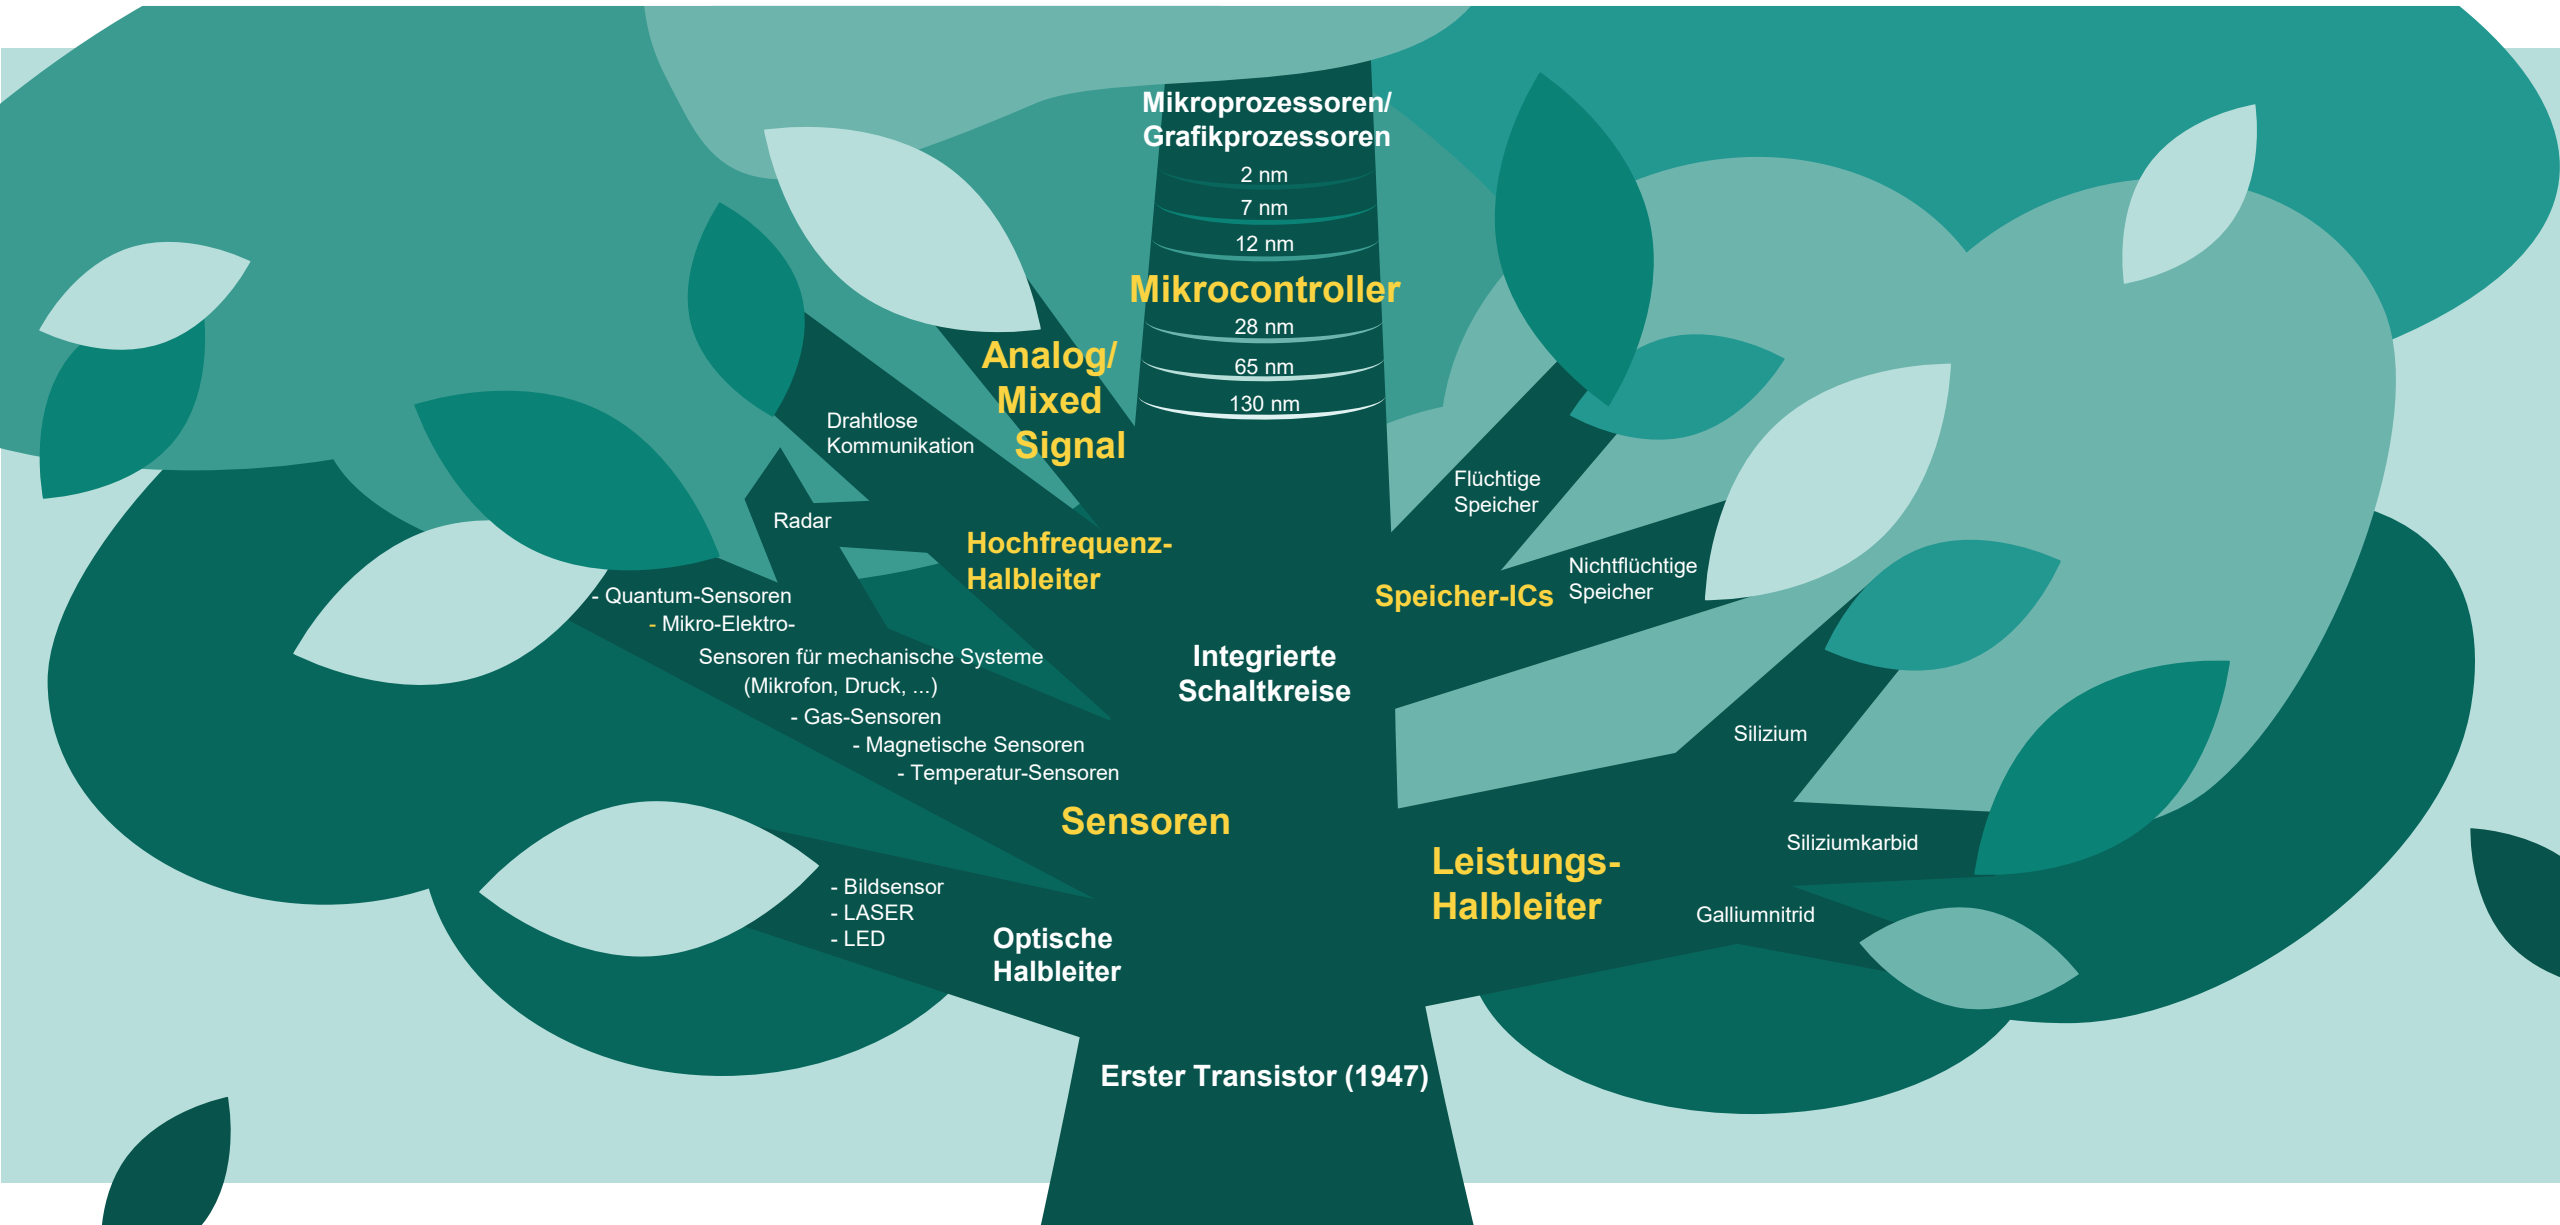 Mikroprozessoren/
Grafikprozessoren
2 nm
7 nm
12 nm
Mikrocontroller
28 nm
65 nm
130 nm
Analog/
Mixed
Signal
Drahtlose
Kommunikation
Radar
Hochfrequenz-
Halbleiter
Flüchtige
Speicher
Nichtflüchtige
Speicher
Speicher-ICs
Integrierte
Schaltkreise
- Quantum-Sensoren
- Mikro-Elektro-
Sensoren für mechanische Systeme
(Mikrofon, Druck, ...)
- Gas-Sensoren
- Magnetische Sensoren
- Temperatur-Sensoren
Sensoren
Silizium
Siliziumkarbid
Galliumnitrid
Leistungs-
Halbleiter
- Bildsensor
- LASER
- LED
Optische
Halbleiter
Erster Transistor (1947)